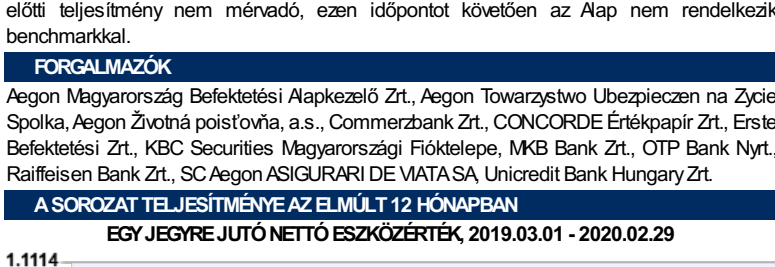 előtti teljesítmény nem mérvadó, ezen időpontot követően az Alap nem rendelkezik
benchmarkkal.
FORGALMAZÓK
Aegon Magyarország Befektetési Alapkezelő Zrt., Aegon Towarzystwo Ubezpieczen na Zycie
Spolka, Aegon Životná poisťovňa, a.s., Commerzbank Zrt., CONCORDE Értékpapír Zrt., Erste
Befektetési Zrt., KBC Securities Magyarországi Fióktelepe, MKB Bank Zrt., OTP Bank Nyrt.,
Raiffeisen Bank Zrt., SC Aegon ASIGURARI DE VIATA SA, Unicredit Bank Hungary Zrt.
A SOROZAT TELJESÍTMÉNYE AZ ELMÚLT 12 HÓNAPBAN
EGY JEGYRE JUTÓ NETTÓ ESZKÖZÉRTÉK, 2019.03.01 - 2020.02.29
1.1114